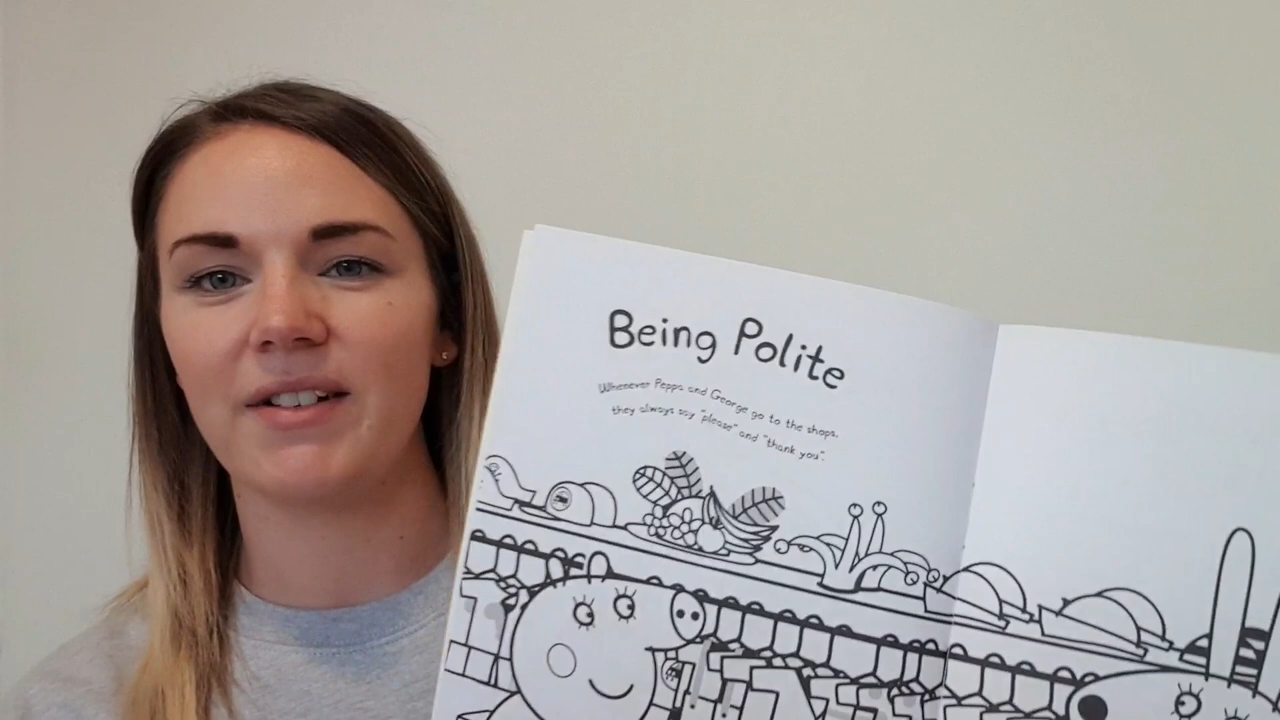 Being Polite
Whenever Peppa and George go to the shops,
they always say "please" and "thank you".